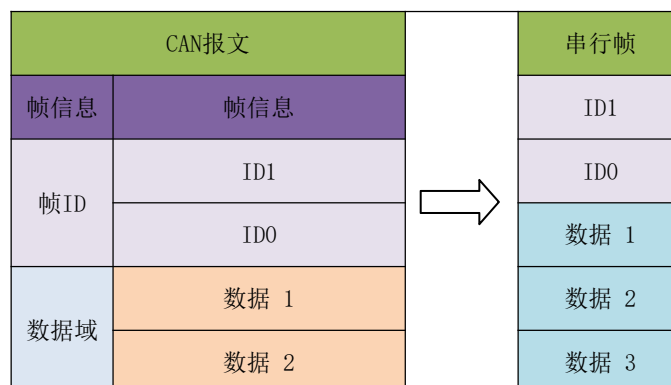 CAN报文
串行帧
帧信息
帧信息
ID1
帧ID
ID1
ID0
ID0
数据 1
数据域
数据 1
数据 2
数据 2
数据 3